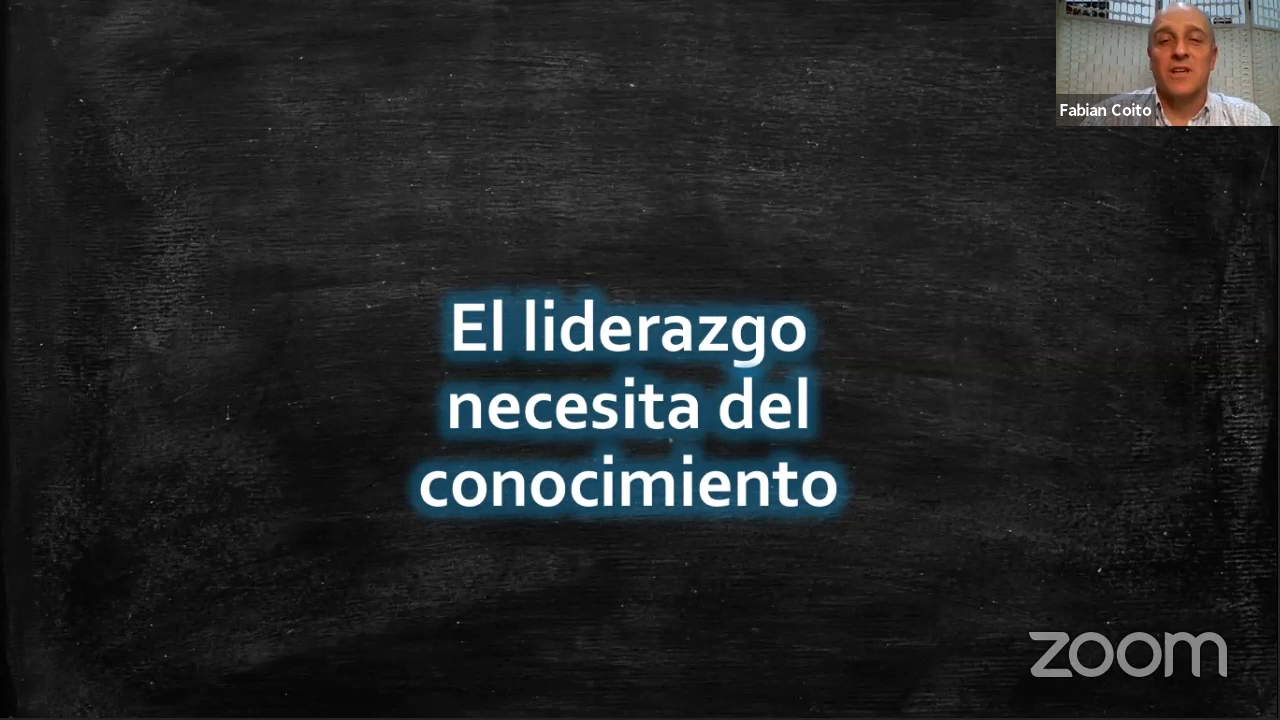 Fabian Coito
El liderazgo
necesita del
conocimiento
zoom